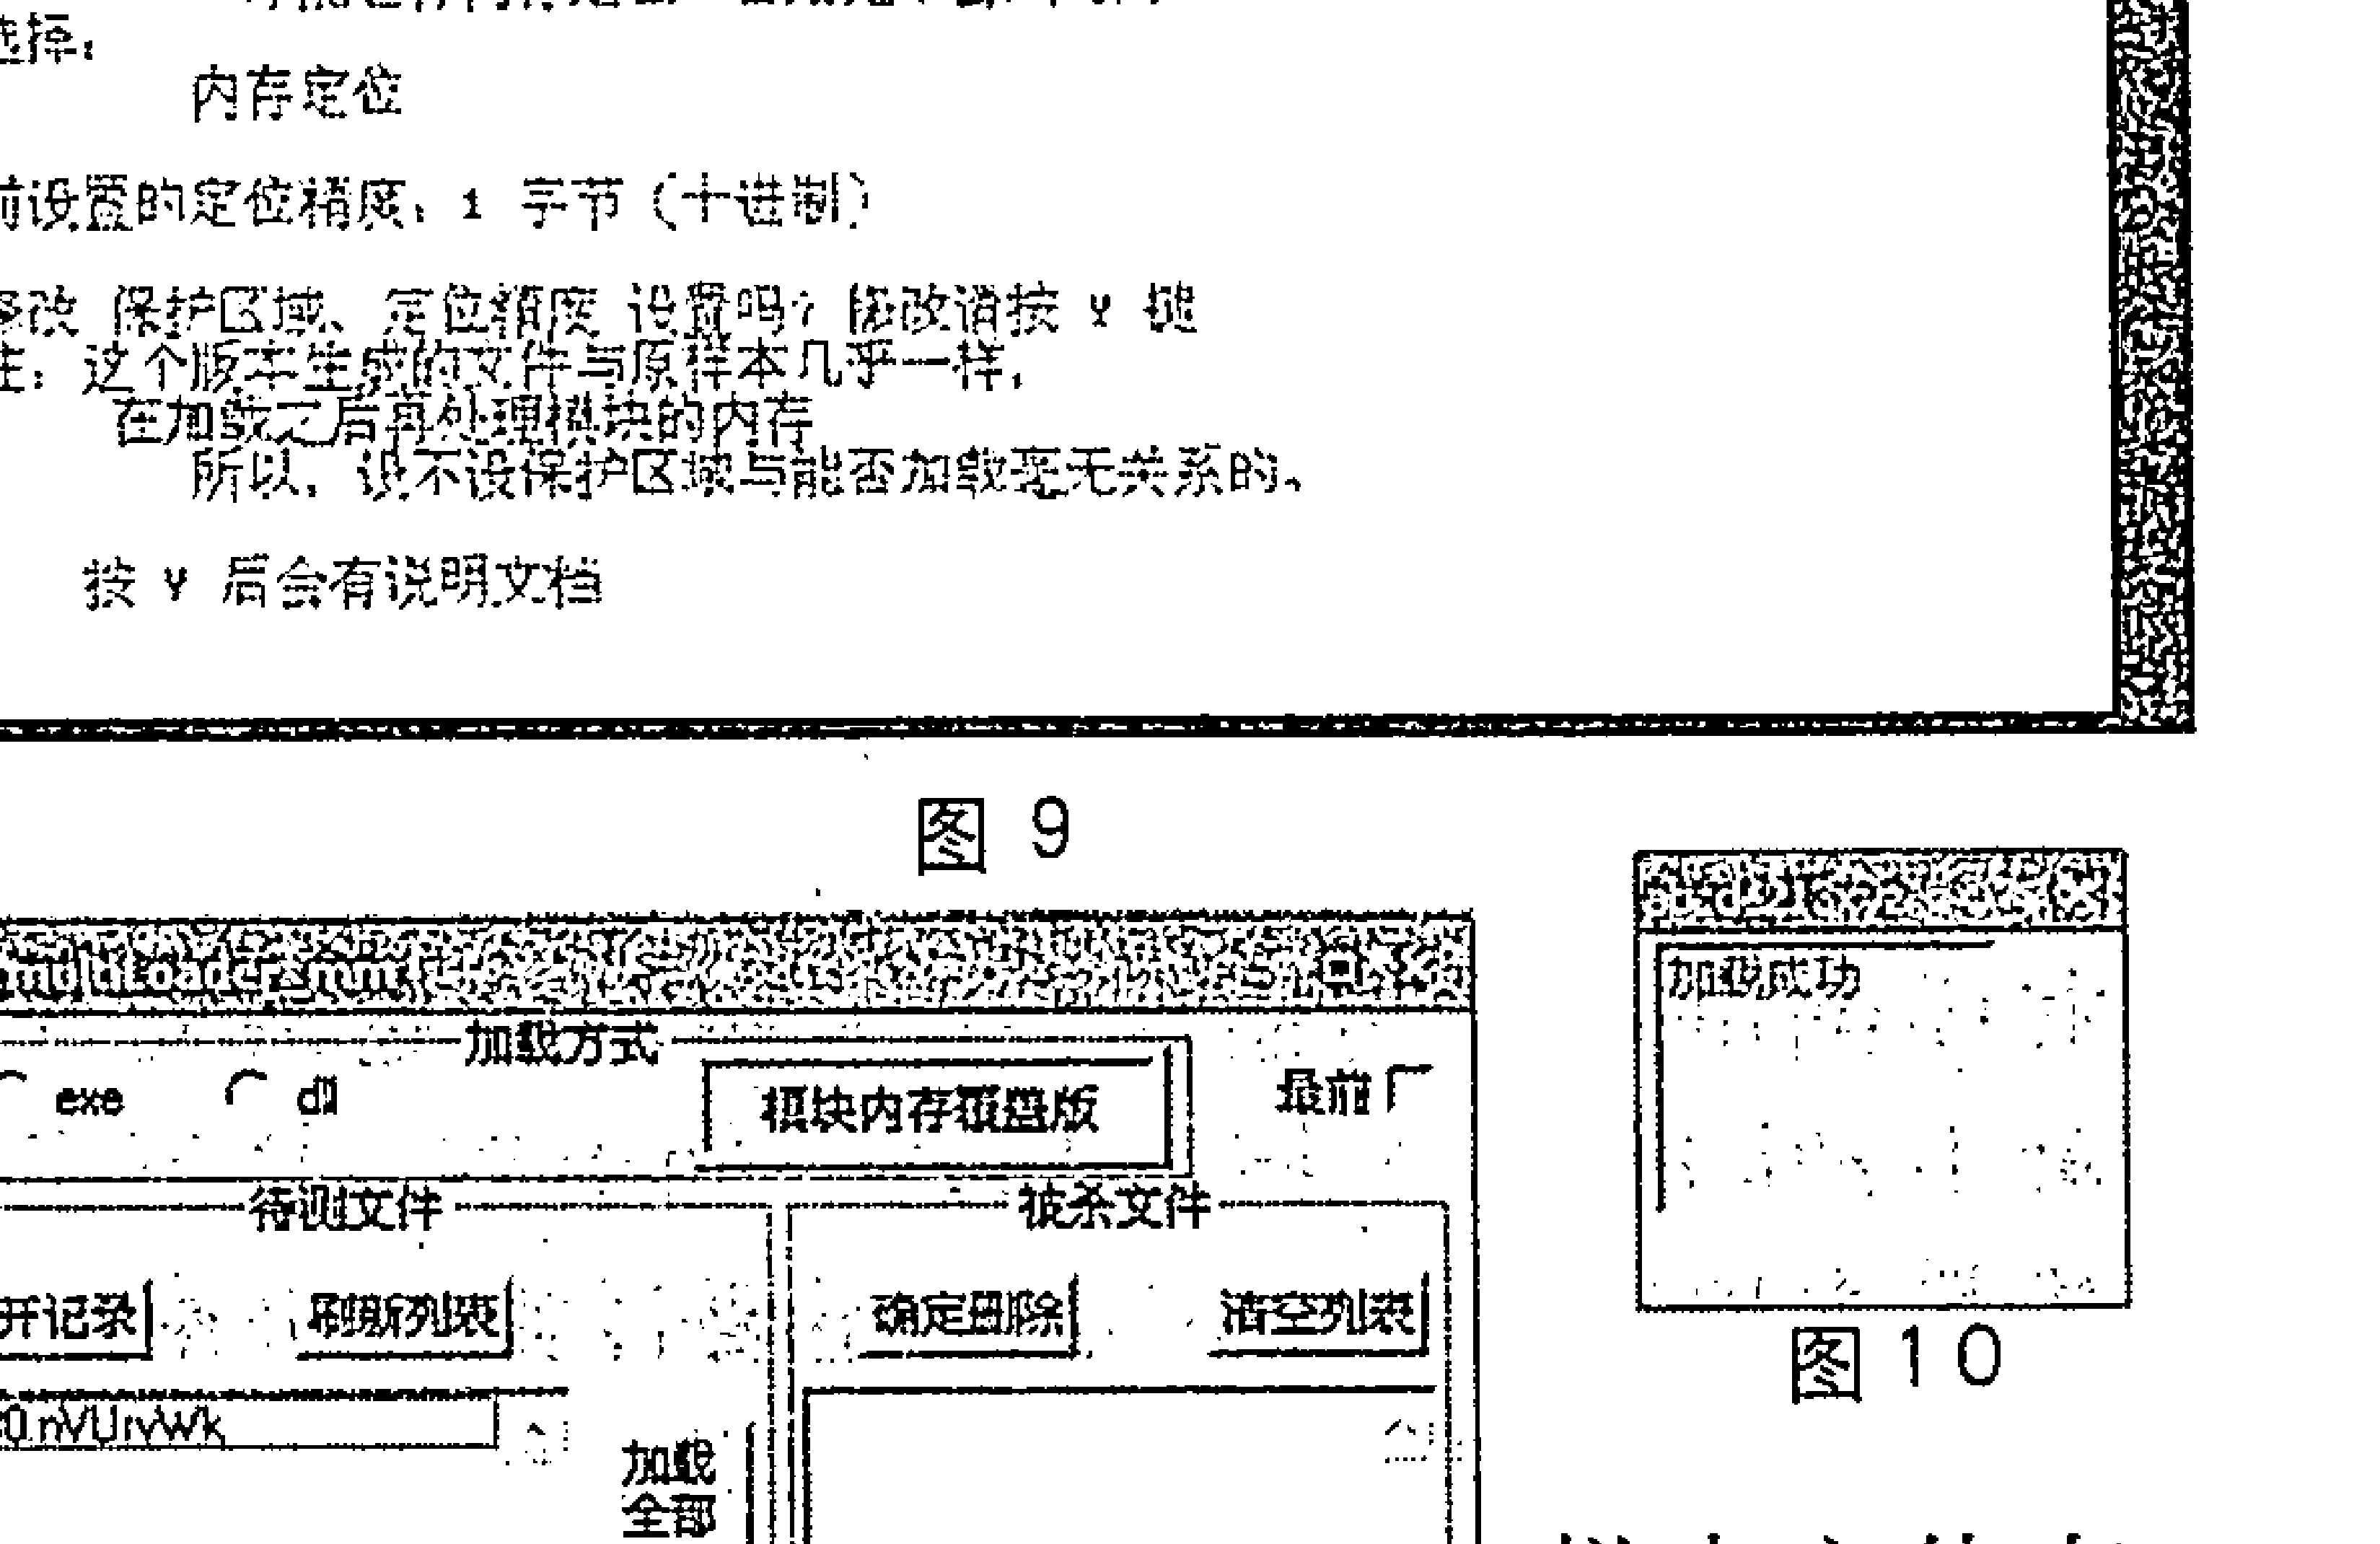 选择:
内存定位
前设置的定位精度: 1 字节 (十进制)
修改 保护区域、定位精度 设置吗? 修改请按 Y 键
注: 这个版本生成的文件与原样本几乎一样,
在加载之后再处理模块的内存
所以, 设不设保护区域与能否加载毫无关系的。
按 Y 后会有说明文档
图 9
加载成功
加载方式
exe dll 模块内存覆盖版 最前
待测文件 被杀文件
开记录 刷新列表 确定删除 清空列表
图 10
加载
全部